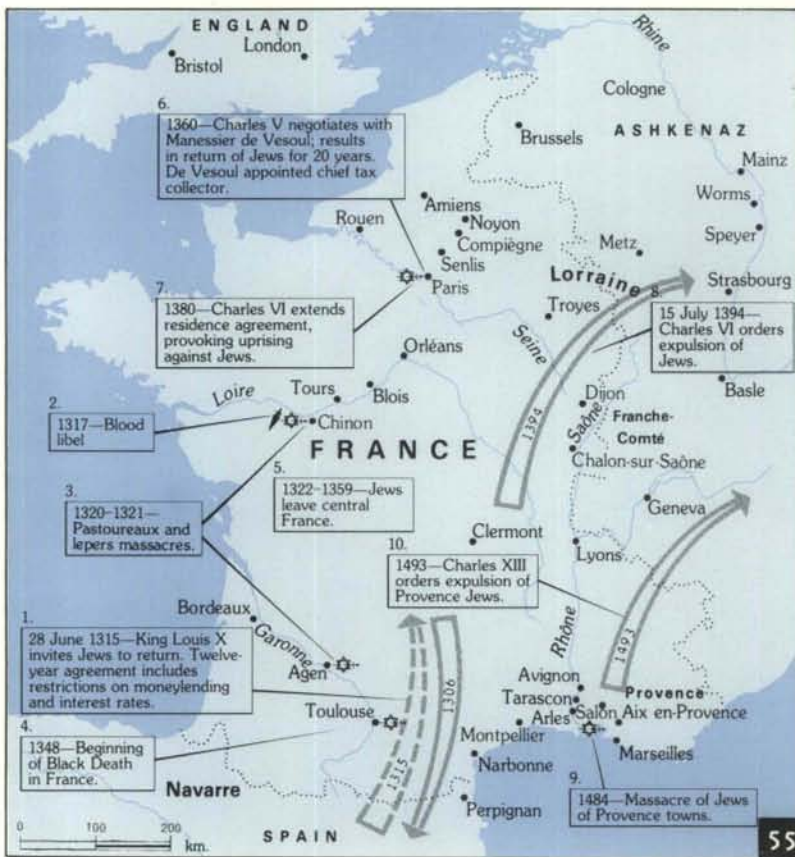 ENGLAND
London
Bristol
Rhine
Cologne
Brussels
ASHKENAZ
Mainz
Worms
Speyer
6.
1360—Charles V negotiates with
Manessier de Vesoul; results
in return of Jews for 20 years.
De Vesoul appointed chief tax
collector.
Amiens
Rouen
Noyon
Compiègne
Senlis
Paris
Metz
Lorraine
Strasbourg
7.
1380—Charles VI extends
residence agreement,
provoking uprising
against Jews.
Troyes
Seine
8.
15 July 1394—
Charles VI orders
expulsion of
Jews.
Orléans
Loire
Tours
Blois
Basle
Dijon
Saône
Franche-
Comté
1394
2.
1317—Blood
libel
Chinon
FRANCE
Chalon-sur-Saône
3.
1320–1321—
Pastoureaux and
lepers massacres.
5.
1322–1359—Jews
leave central
France.
Geneva
Clermont
Lyons
10.
1493—Charles XIII
orders expulsion of
Provence Jews.
1493
Bordeaux
Garonne
Rhône
1.
28 June 1315—King Louis X
invites Jews to return. Twelve-
year agreement includes
restrictions on moneylending
and interest rates.
Agen
1306
Avignon
Provence
Tarascon
Toulouse
Arles
Salon
Aix en-Provence
Montpellier
Marseilles
4.
1348—Beginning
of Black Death
in France.
1315
Narbonne
Navarre
9.
1484—Massacre of Jews
of Provence towns.
Perpignan
0 100 200
km.
SPAIN
55